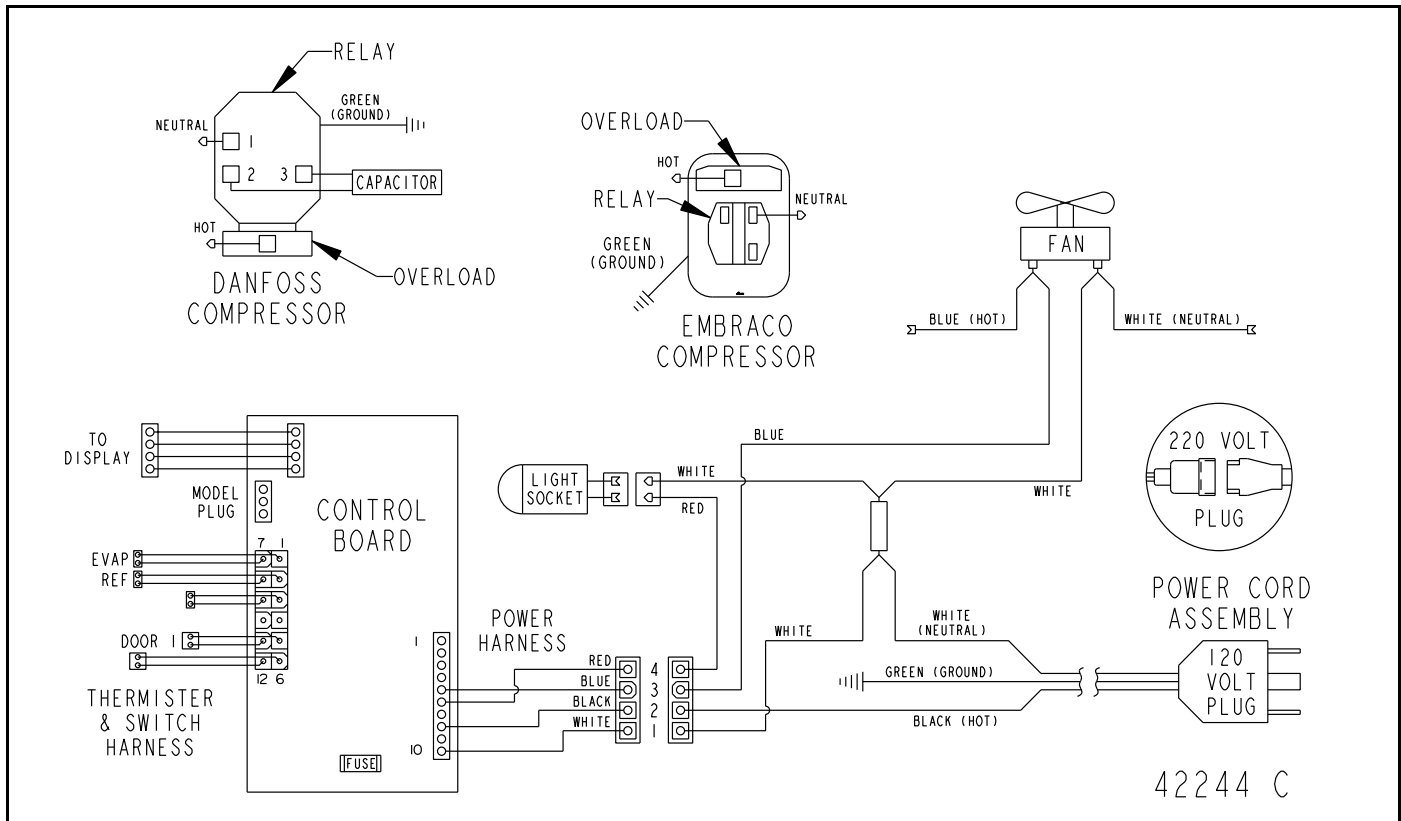 RELAY
GREEN
(GROUND)
NEUTRAL
1
2 3
CAPACITOR
HOT
OVERLOAD
DANFOSS
COMPRESSOR
OVERLOAD
HOT
RELAY
NEUTRAL
GREEN
(GROUND)
EMBRACO
COMPRESSOR
FAN
BLUE (HOT)
WHITE (NEUTRAL)
TO
DISPLAY
MODEL
PLUG
CONTROL
BOARD
7 1
EVAP
REF
DOOR 1
12 6
THERMISTER
& SWITCH
HARNESS
FUSE
1
10
POWER
HARNESS
RED
BLUE
BLACK
WHITE
4
3
2
1
LIGHT
SOCKET
WHITE
RED
BLUE
WHITE
WHITE
WHITE
(NEUTRAL)
GREEN (GROUND)
BLACK (HOT)
220 VOLT
PLUG
POWER CORD
ASSEMBLY
120
VOLT
PLUG
42244 C